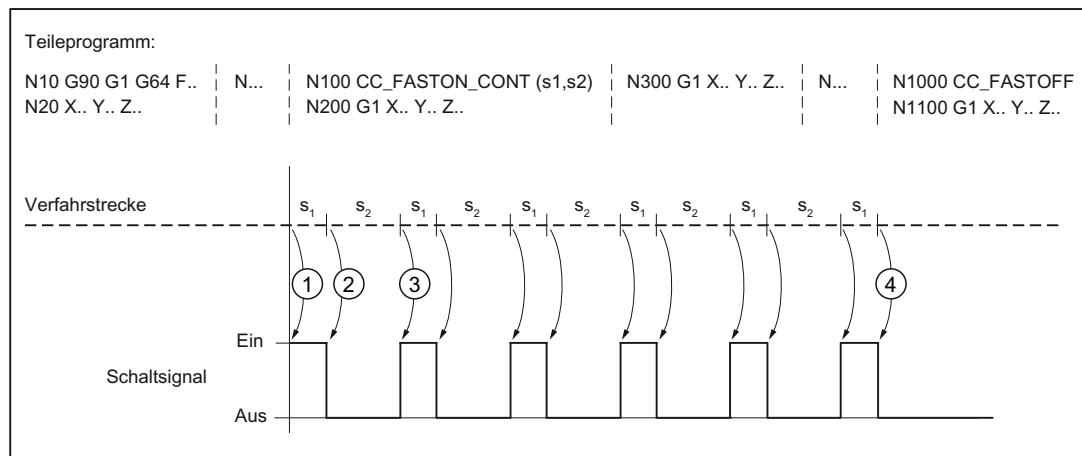 Teileprogramm:
N10 G90 G1 G64 F.. N... N100 CC_FASTON_CONT (s1,s2) N300 G1 X.. Y.. Z.. N... N1000 CC_FASTOFF
N20 X.. Y.. Z.. N200 G1 X.. Y.. Z.. N1100 G1 X.. Y.. Z..
Verfahrstrecke s₁ s₂ s₁ s₂ s₁ s₂ s₁ s₂ s₁ s₂ s₁
1 2 3 4
Ein
Schaltsignal
Aus